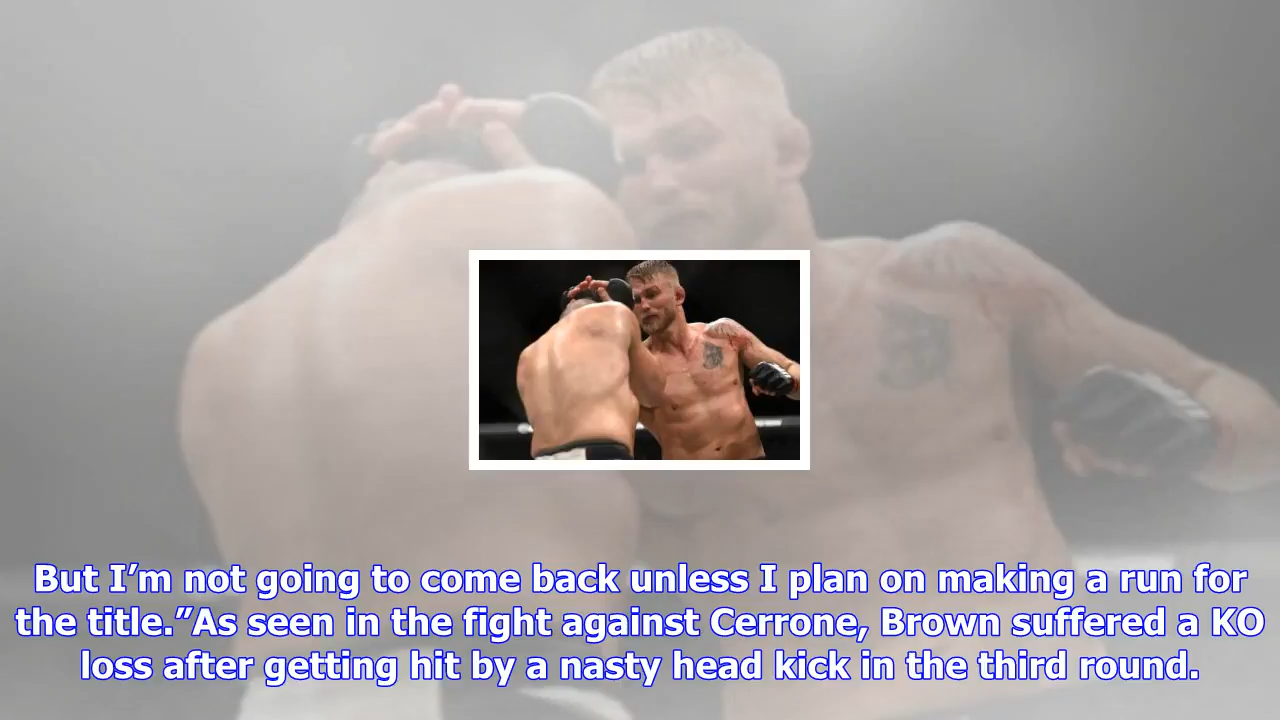 But I’m not going to come back unless I plan on making a run for
the title.”As seen in the fight against Cerrone, Brown suffered a KO
loss after getting hit by a nasty head kick in the third round.